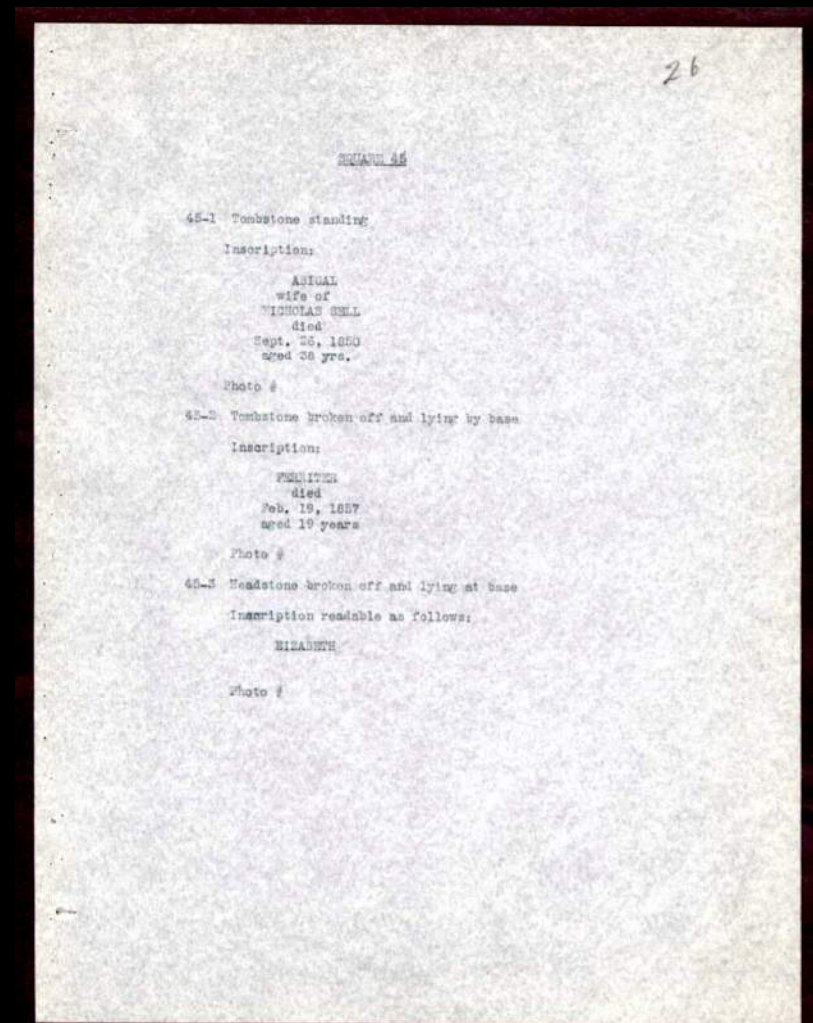 26
SQUARE 45
45-1 Tombstone standing
Inscription:
ABIGAL
wife of
NICHOLAS SELL
died
Sept. 26, 1850
aged 38 yrs.
Photo #
45-2 Tombstone broken off and lying by base
Inscription:
died
Feb. 19, 1857
aged 19 years
Photo #
45-3 Headstone broken off and lying at base
Inscription readable as follows:
EIZABETH
Photo #